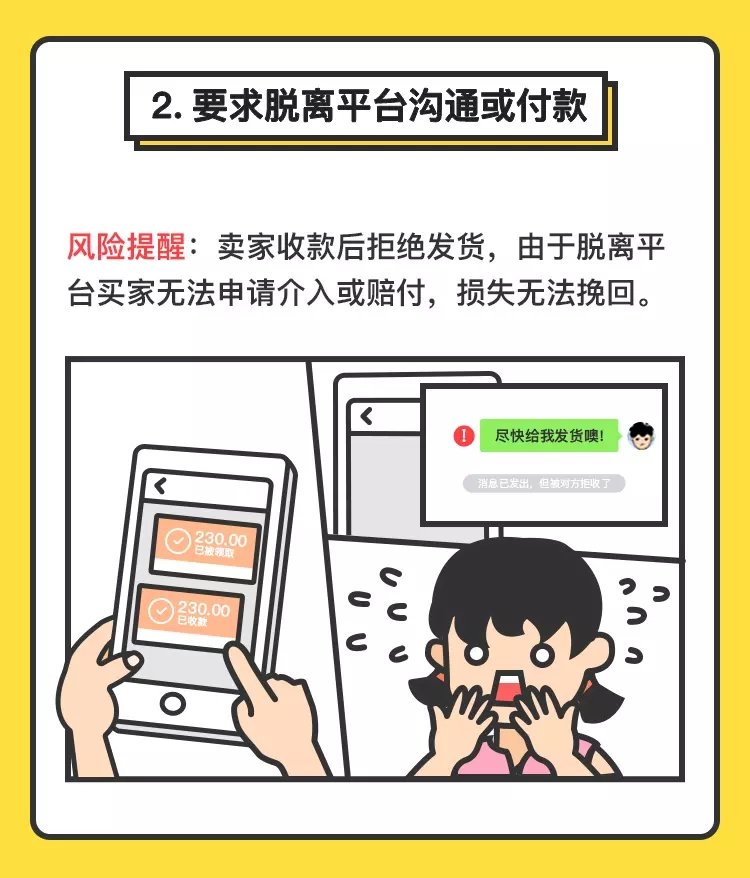 2. 要求脱离平台沟通或付款
风险提醒：卖家收款后拒绝发货，由于脱离平
台买家无法申请介入或赔付，损失无法挽回。
尽快给我发货噢!
消息已发出，但被对方拒收了
230.00
已被领取
230.00
已收款